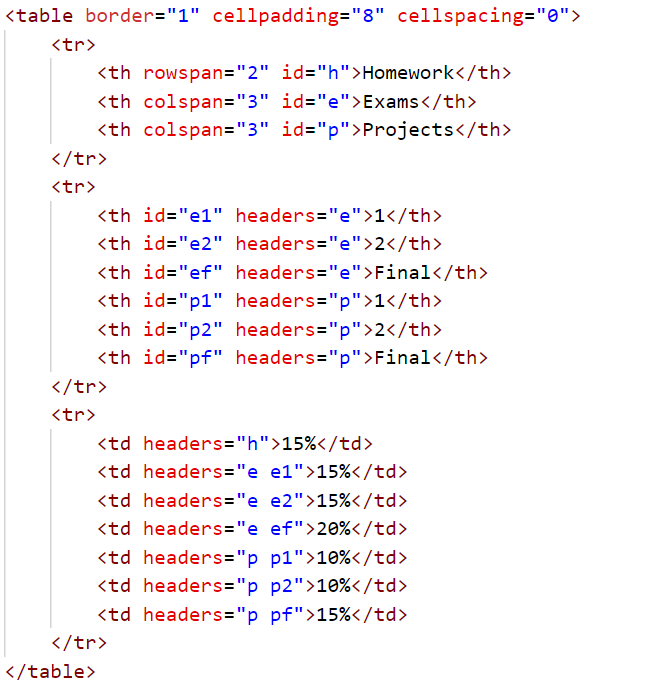 <table border="1" cellpadding="8" cellspacing="0">
    <tr>
        <th rowspan="2" id="h">Homework</th>
        <th colspan="3" id="e">Exams</th>
        <th colspan="3" id="p">Projects</th>
    </tr>
    <tr>
        <th id="e1" headers="e">1</th>
        <th id="e2" headers="e">2</th>
        <th id="ef" headers="e">Final</th>
        <th id="p1" headers="p">1</th>
        <th id="p2" headers="p">2</th>
        <th id="pf" headers="p">Final</th>
    </tr>
    <tr>
        <td headers="h">15%</td>
        <td headers="e e1">15%</td>
        <td headers="e e2">15%</td>
        <td headers="e ef">20%</td>
        <td headers="p p1">10%</td>
        <td headers="p p2">10%</td>
        <td headers="p pf">15%</td>
    </tr>
</table>